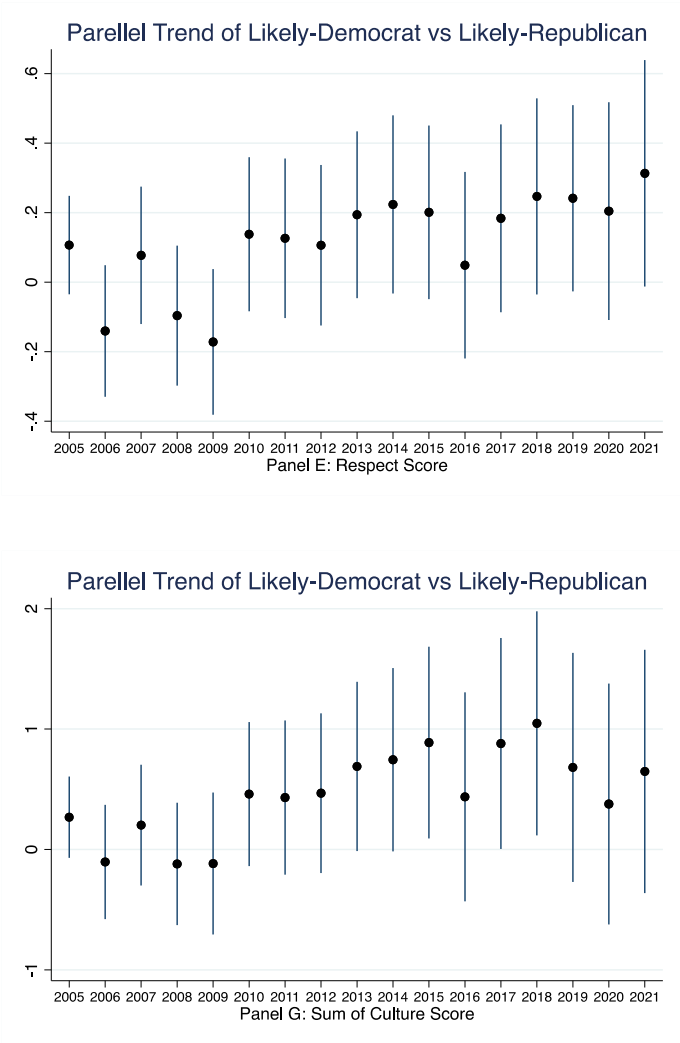 Parellel Trend of Likely-Democrat vs Likely-Republican
.6
.4
.2
0
-.2
-.4
2005 2006 2007 2008 2009 2010 2011 2012 2013 2014 2015 2016 2017 2018 2019 2020 2021
Panel E: Respect Score
Parellel Trend of Likely-Democrat vs Likely-Republican
2
1
0
-1
2005 2006 2007 2008 2009 2010 2011 2012 2013 2014 2015 2016 2017 2018 2019 2020 2021
Panel G: Sum of Culture Score